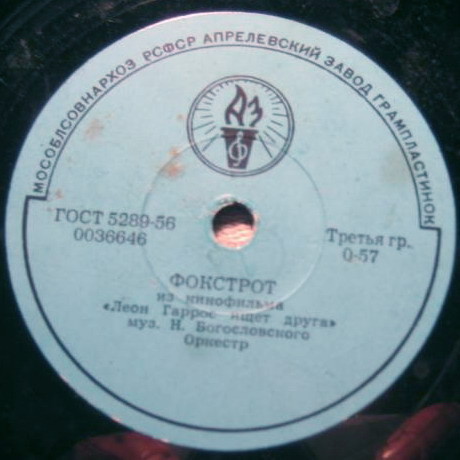 МОСОБЛСОВНАРХОЗ РСФСР АПРЕЛЕВСКИЙ ЗАВОД ГРАМПЛАСТИНОК
АЗ
ГОСТ 5289-56
0036646
Третья гр.
Q-57
ФОКСТРОТ
из кинофильма
«Леон Гаррос ищет друга»
муз. Н. Богословского
Оркестр